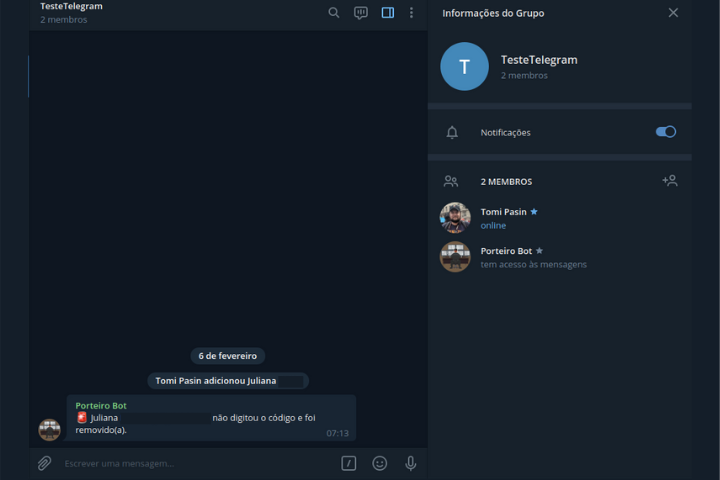 TesteTelegram
2 membros
6 de fevereiro
Tomi Pasin adicionou Juliana
Porteiro Bot
🚨 Juliana não digitou o código e foi
removido(a).
07:13
Escrever uma mensagem...
Informações do Grupo
T
TesteTelegram
2 membros
Notificações
2 MEMBROS
Tomi Pasin
online
Porteiro Bot
tem acesso às mensagens